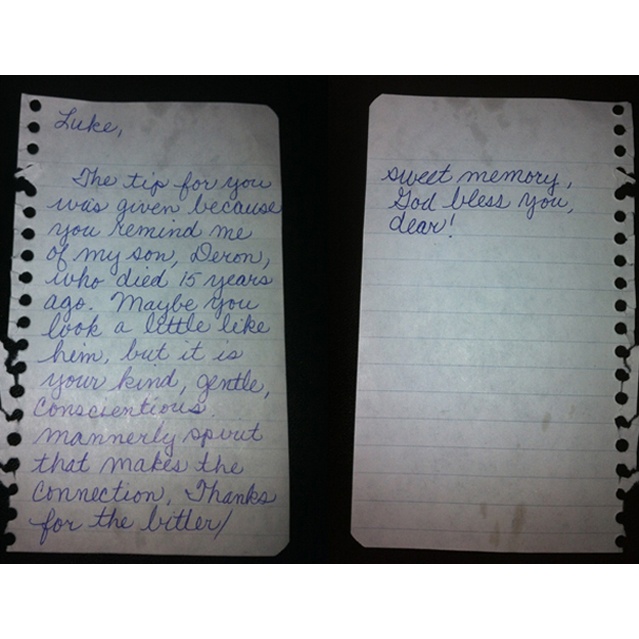 Luke,
The tip for you
was given because
you remind me
of my son, Deron,
who died 15 years
ago. Maybe you
look a little like
him, but it is
your kind, gentle,
conscientious
mannerly spirit
that makes the
connection. Thanks
for the bitter/
sweet memory,
God bless you,
dear!